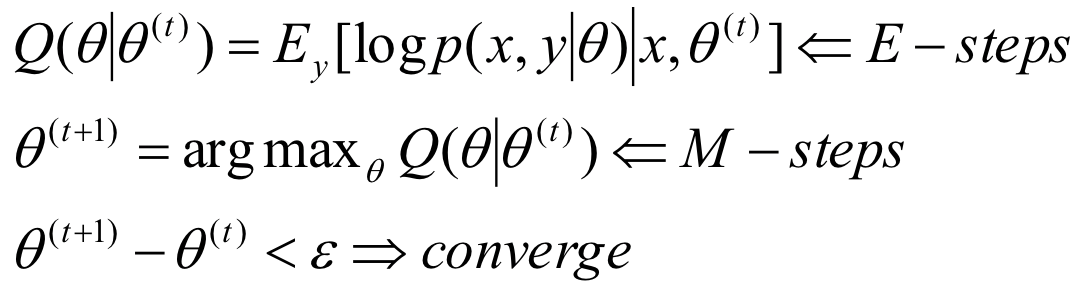 Q(θ|θ^(t)) = E_y[log p(x, y|θ)|x, θ^(t)] ⇐ E − steps
θ^(t+1) = arg max_θ Q(θ|θ^(t)) ⇐ M − steps
θ^(t+1) − θ^(t) < ε ⇒ converge